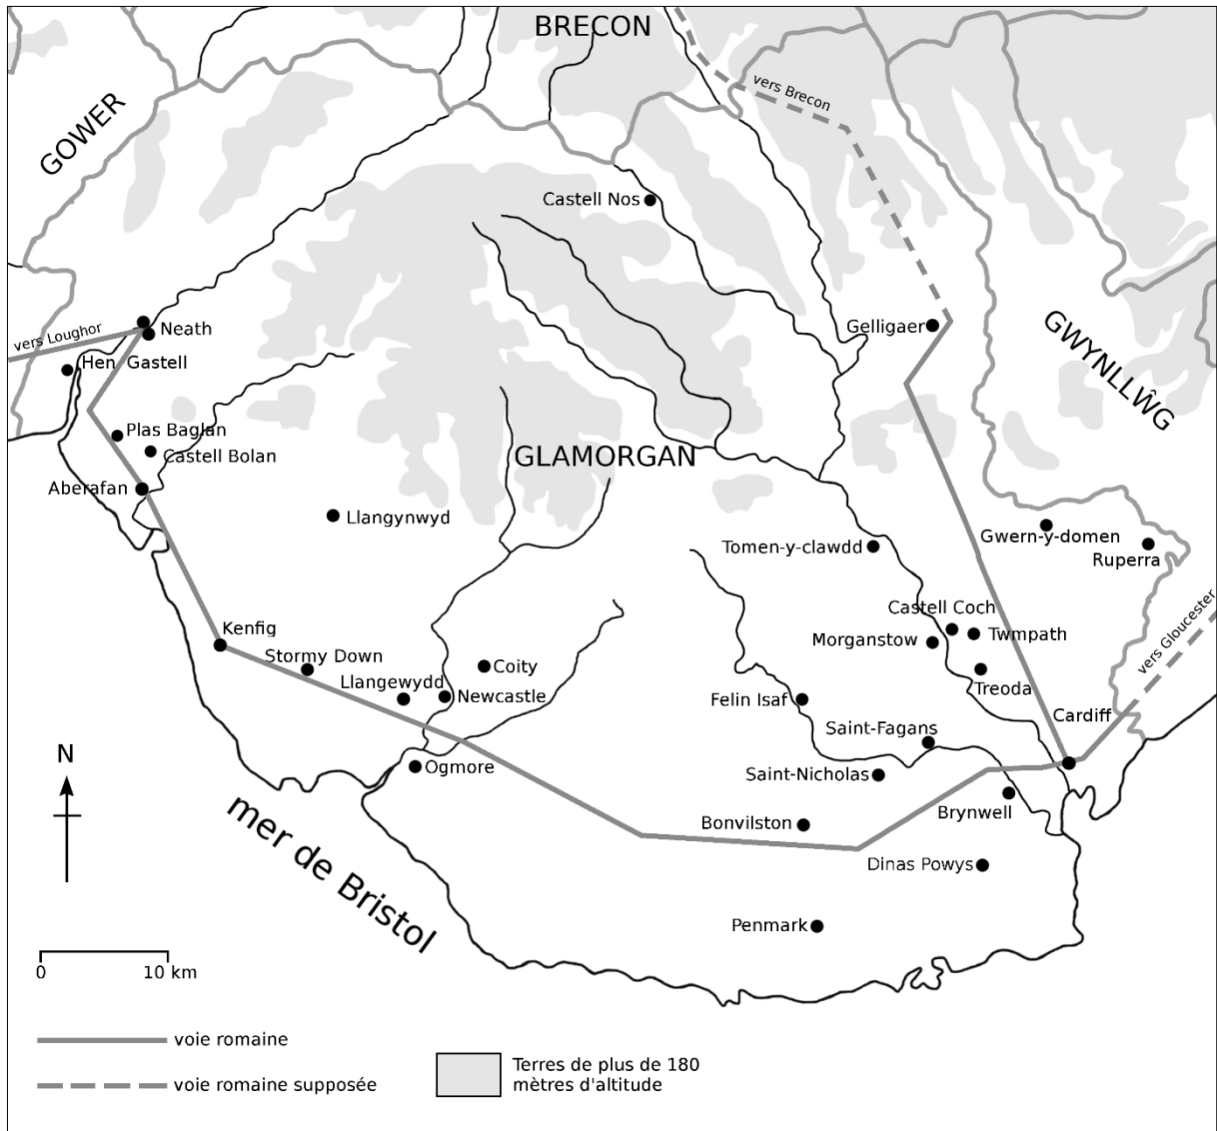 BRECON
GOWER
vers Brecon
Castell Nos
vers Loughor
Neath
Gelligaer
GWYNLLŴG
Hen Gastell
Plas Baglan
Castell Bolan
GLAMORGAN
Aberafan
Llangynwyd
Tomen-y-clawdd
Gwern-y-domen
Ruperra
Castell Coch
Kenfig
Morganstow
Twmpath
vers Gloucester
Stormy Down
Coity
Llangewydd
Newcastle
Felin Isaf
Treoda
Cardiff
Saint-Fagans
N
Ogmore
Saint-Nicholas
mer de Bristol
Bonvilston
Brynwell
Dinas Powys
Penmark
0 10 km
voie romaine
voie romaine supposée
Terres de plus de 180
mètres d'altitude